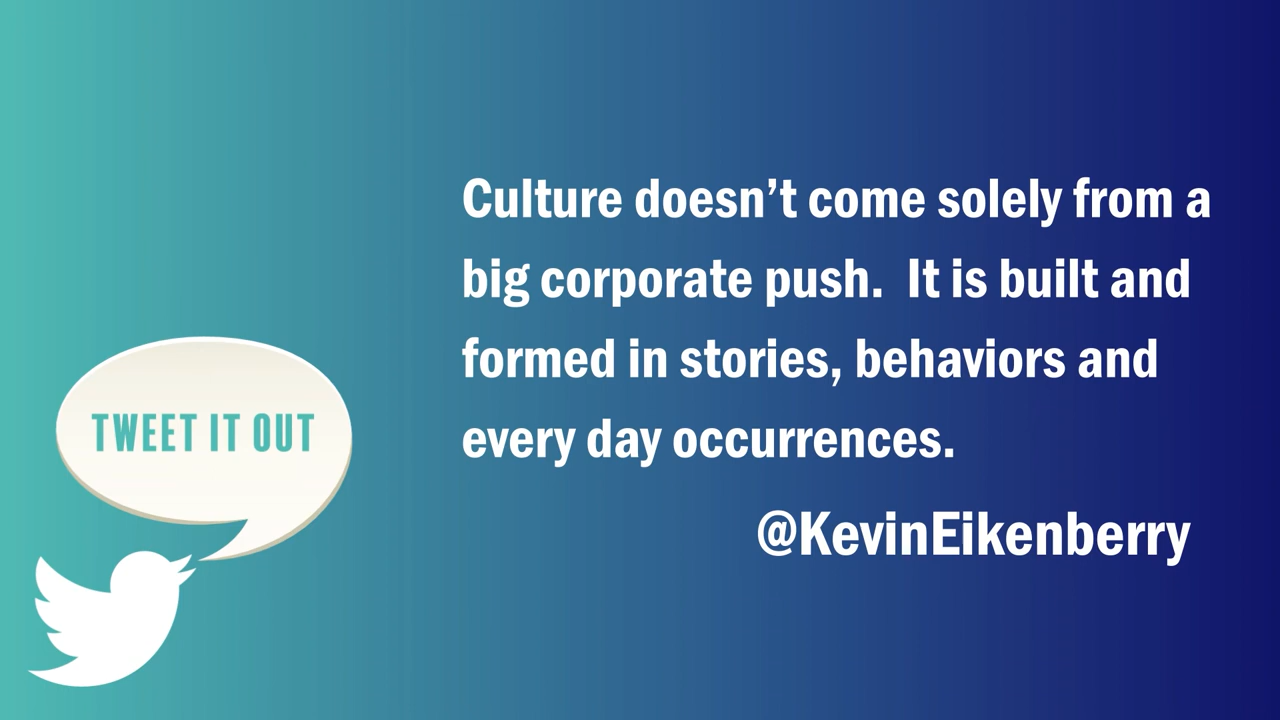 Culture doesn’t come solely from a
big corporate push.  It is built and
formed in stories, behaviors and
every day occurrences.
@KevinEikenberry
TWEET IT OUT